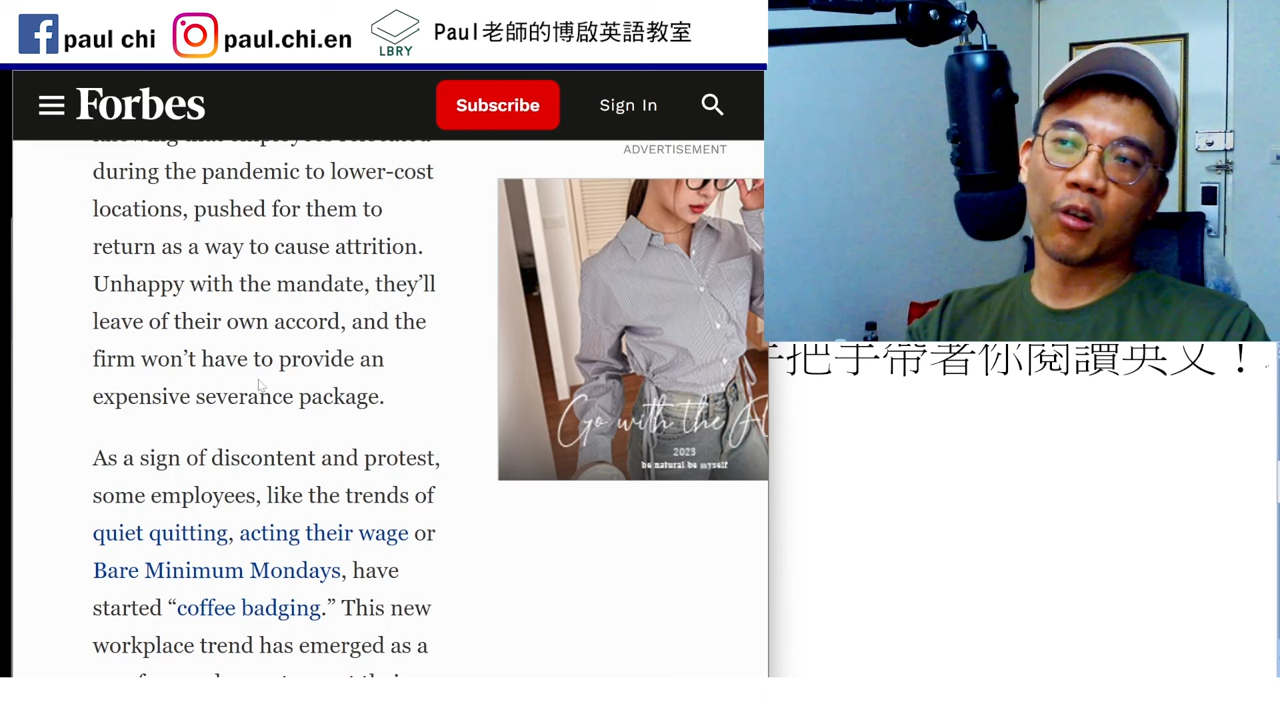 paul chi
paul.chi.en
LBRY
Paul老師的博啟英語教室
Forbes
Subscribe
Sign In
ADVERTISEMENT
during the pandemic to lower-cost
locations, pushed for them to
return as a way to cause attrition.
Unhappy with the mandate, they’ll
leave of their own accord, and the
firm won’t have to provide an
expensive severance package.
As a sign of discontent and protest,
some employees, like the trends of
quiet quitting, acting their wage or
Bare Minimum Mondays, have
started “coffee badging.” This new
workplace trend has emerged as a
Go with the
2023
be natural be myself
把手帶著你閱讀英文！